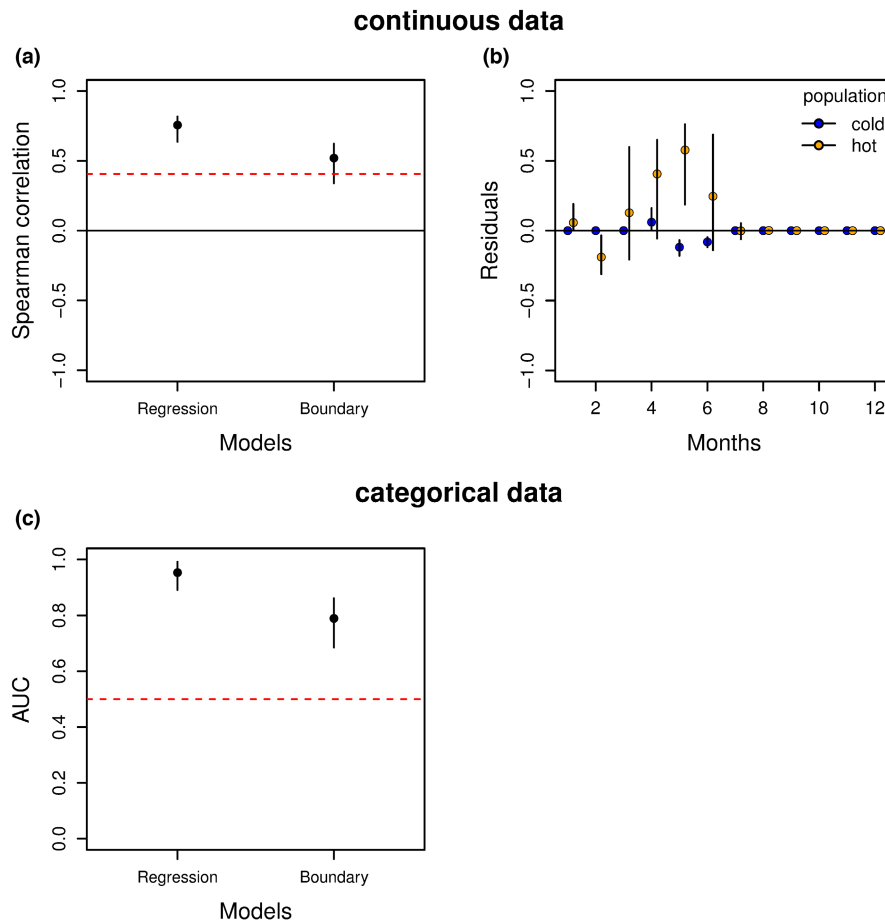 continuous data
(a)
Spearman correlation
1.0
0.5
0.0
−0.5
−1.0
Regression
Boundary
Models
(b)
Residuals
1.0
0.5
0.0
−0.5
−1.0
population
cold
hot
2 4 6 8 10 12
Months
categorical data
(c)
AUC
1.0
0.8
0.6
0.4
0.2
0.0
Regression
Boundary
Models